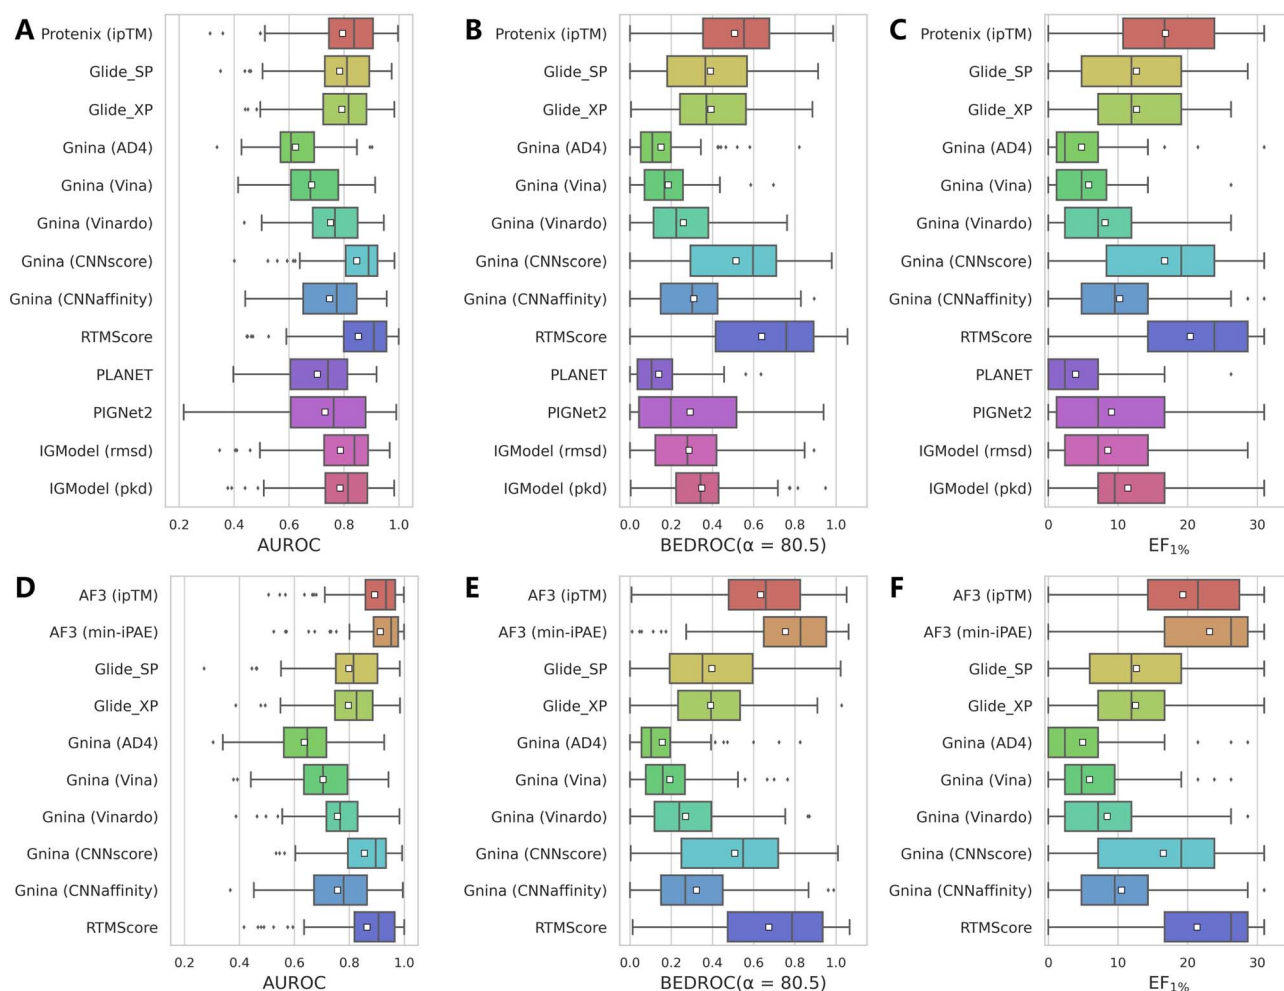 A
Protenix (ipTM)
Glide_SP
Glide_XP
Gnina (AD4)
Gnina (Vina)
Gnina (Vinardo)
Gnina (CNNscore)
Gnina (CNNaffinity)
RTMScore
PLANET
PIGNet2
IGModel (rmsd)
IGModel (pkd)
0.2 0.4 0.6 0.8 1.0
AUROC
B
Protenix (ipTM)
Glide_SP
Glide_XP
Gnina (AD4)
Gnina (Vina)
Gnina (Vinardo)
Gnina (CNNscore)
Gnina (CNNaffinity)
RTMScore
PLANET
PIGNet2
IGModel (rmsd)
IGModel (pkd)
0.0 0.2 0.4 0.6 0.8 1.0
BEDROC(α = 80.5)
C
Protenix (ipTM)
Glide_SP
Glide_XP
Gnina (AD4)
Gnina (Vina)
Gnina (Vinardo)
Gnina (CNNscore)
Gnina (CNNaffinity)
RTMScore
PLANET
PIGNet2
IGModel (rmsd)
IGModel (pkd)
0 10 20 30
EF1%
D
AF3 (ipTM)
AF3 (min-iPAE)
Glide_SP
Glide_XP
Gnina (AD4)
Gnina (Vina)
Gnina (Vinardo)
Gnina (CNNscore)
Gnina (CNNaffinity)
RTMScore
0.2 0.4 0.6 0.8 1.0
AUROC
E
AF3 (ipTM)
AF3 (min-iPAE)
Glide_SP
Glide_XP
Gnina (AD4)
Gnina (Vina)
Gnina (Vinardo)
Gnina (CNNscore)
Gnina (CNNaffinity)
RTMScore
0.0 0.2 0.4 0.6 0.8 1.0
BEDROC(α = 80.5)
F
AF3 (ipTM)
AF3 (min-iPAE)
Glide_SP
Glide_XP
Gnina (AD4)
Gnina (Vina)
Gnina (Vinardo)
Gnina (CNNscore)
Gnina (CNNaffinity)
RTMScore
0 10 20 30
EF1%